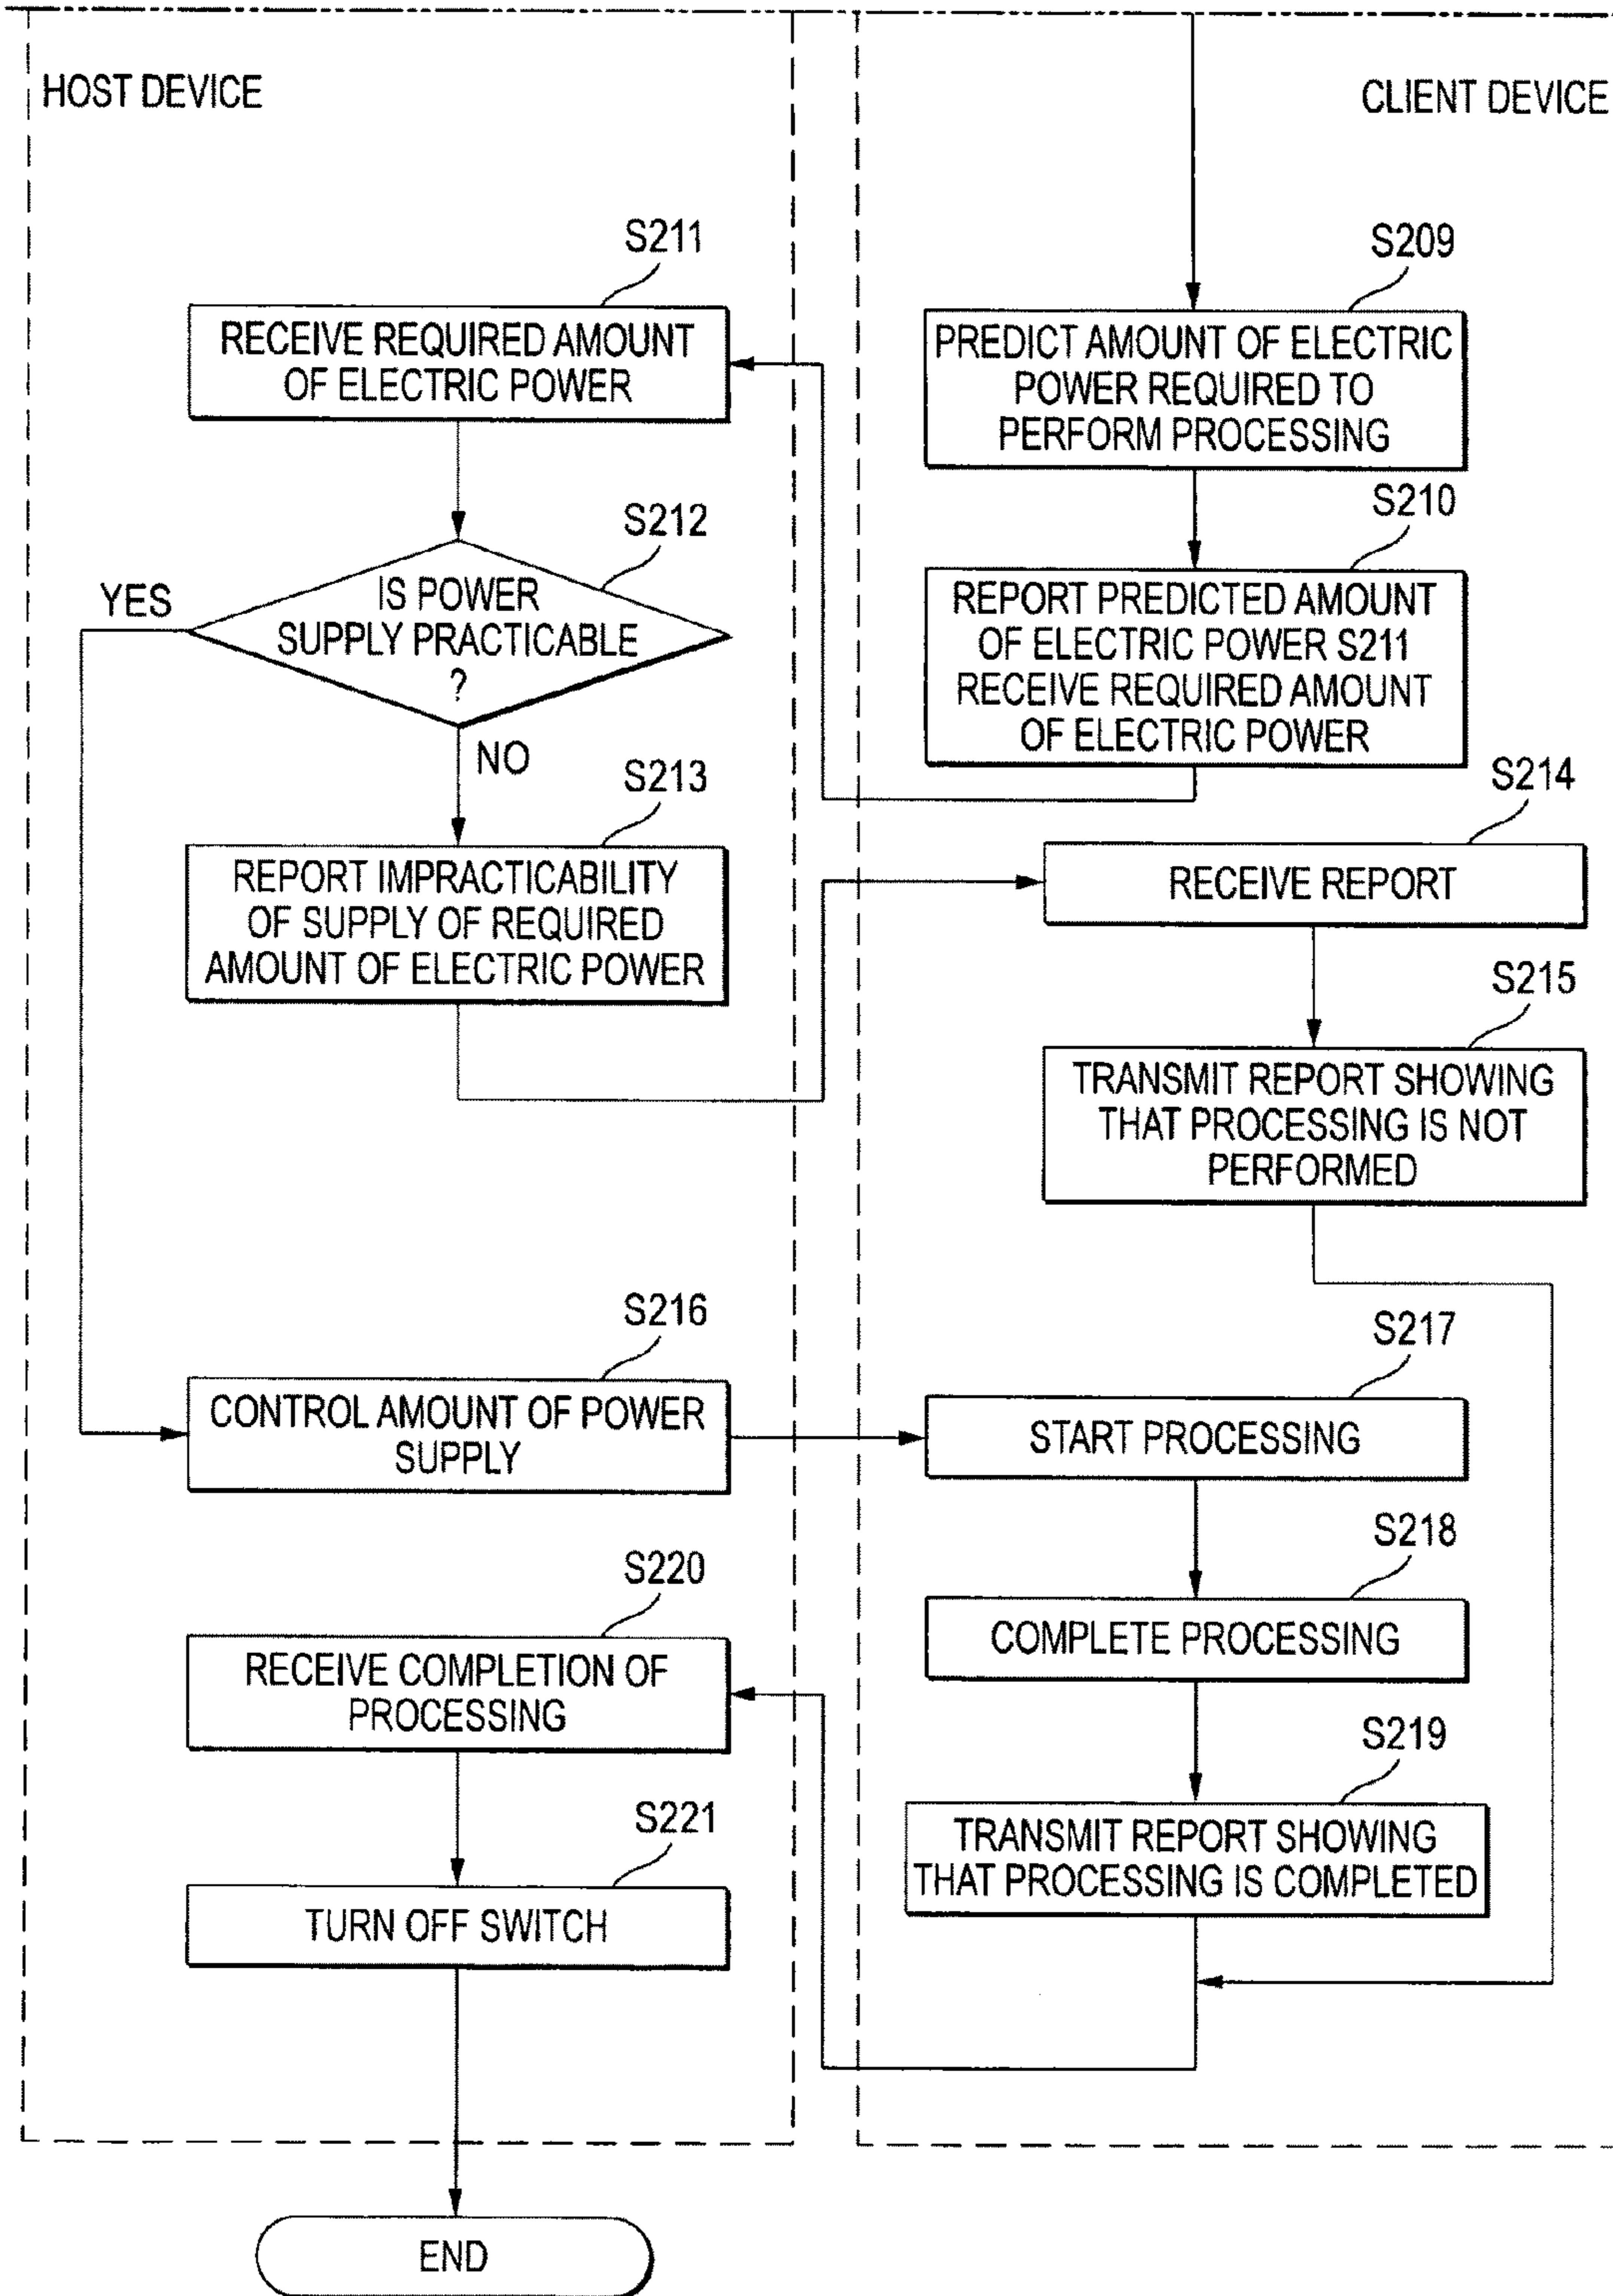 HOST DEVICE
CLIENT DEVICE
S211
RECEIVE REQUIRED AMOUNT
OF ELECTRIC POWER
S209
PREDICT AMOUNT OF ELECTRIC
POWER REQUIRED TO
PERFORM PROCESSING
S212
YES
IS POWER
SUPPLY PRACTICABLE
?
NO
S210
REPORT PREDICTED AMOUNT
OF ELECTRIC POWER S211
RECEIVE REQUIRED AMOUNT
OF ELECTRIC POWER
S213
REPORT IMPRACTICABILITY
OF SUPPLY OF REQUIRED
AMOUNT OF ELECTRIC POWER
S214
RECEIVE REPORT
S215
TRANSMIT REPORT SHOWING
THAT PROCESSING IS NOT
PERFORMED
S216
CONTROL AMOUNT OF POWER
SUPPLY
S217
START PROCESSING
S218
COMPLETE PROCESSING
S220
RECEIVE COMPLETION OF
PROCESSING
S219
TRANSMIT REPORT SHOWING
THAT PROCESSING IS COMPLETED
S221
TURN OFF SWITCH
END